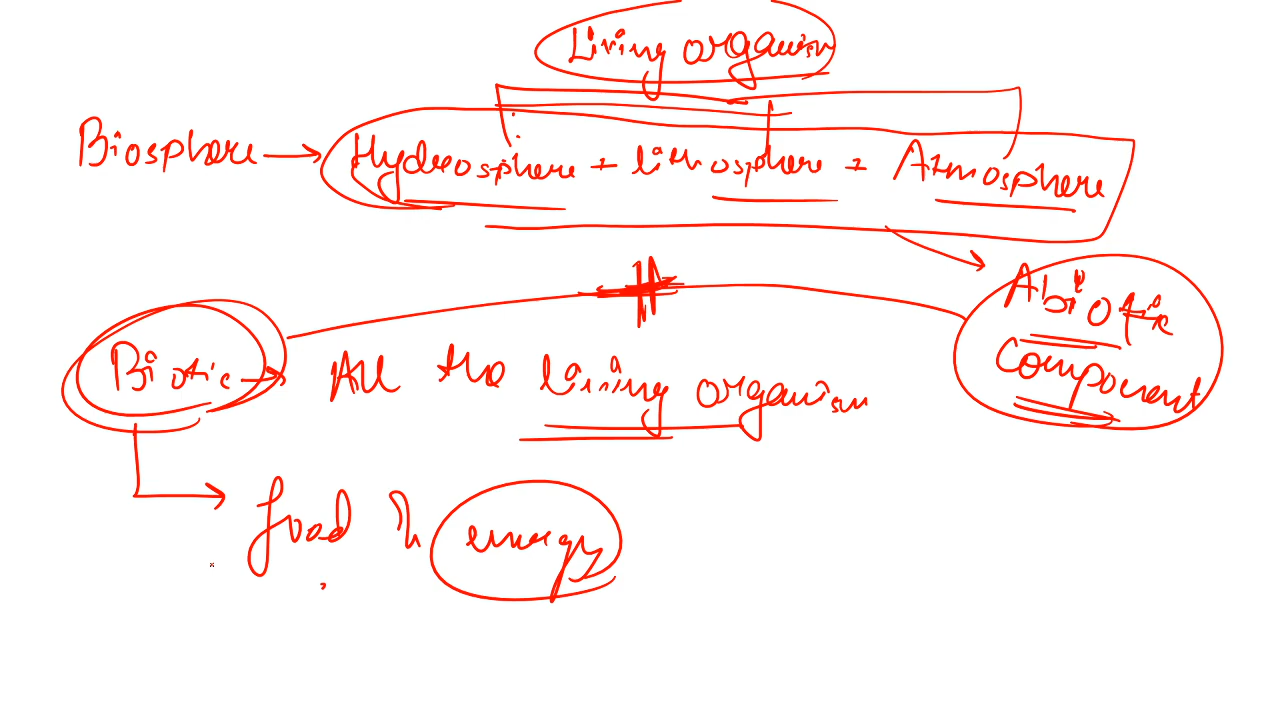 Living organism
Biosphere → Hydrosphere + lithosphere + Atmosphere
Abiotic
Component
Biotic → All the living organism
food & energy